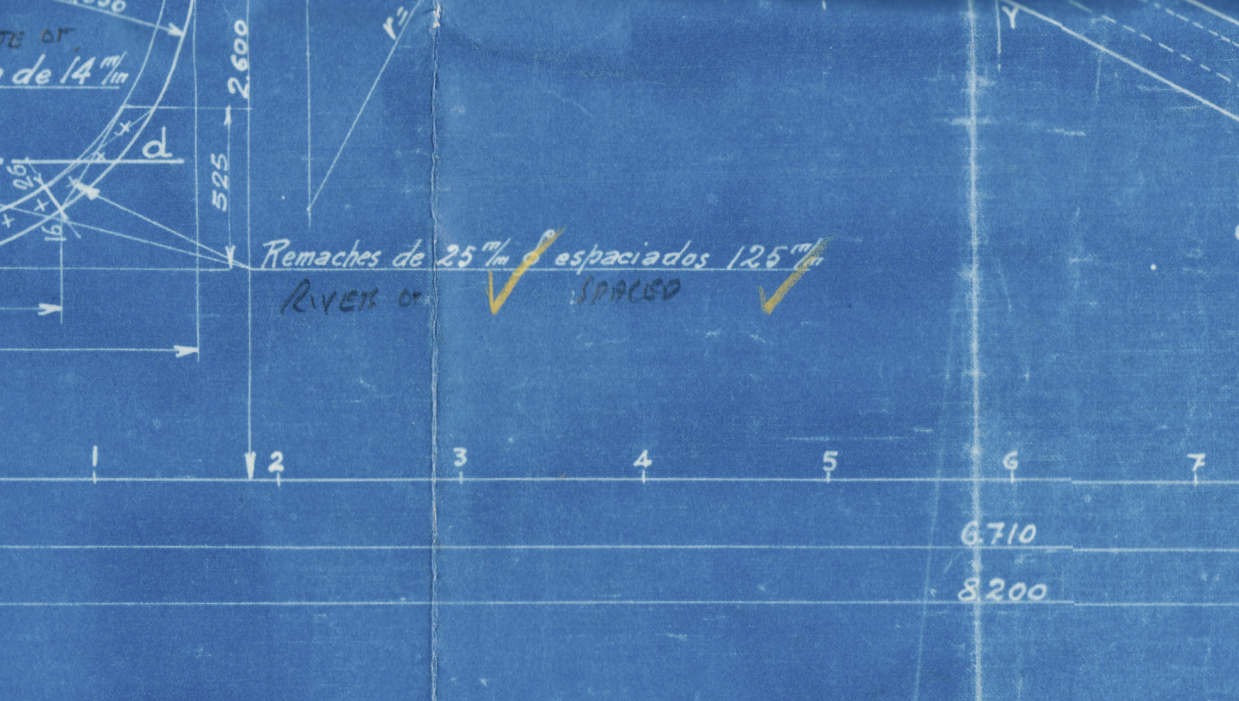 de 14 m/m
2.600
r=
Y
d
525
26
16
Remaches de 25 m/m ø espaciados 125 m/m
RIVETS OF SPACED
1 2 3 4 5 6 7
6.710
8.200